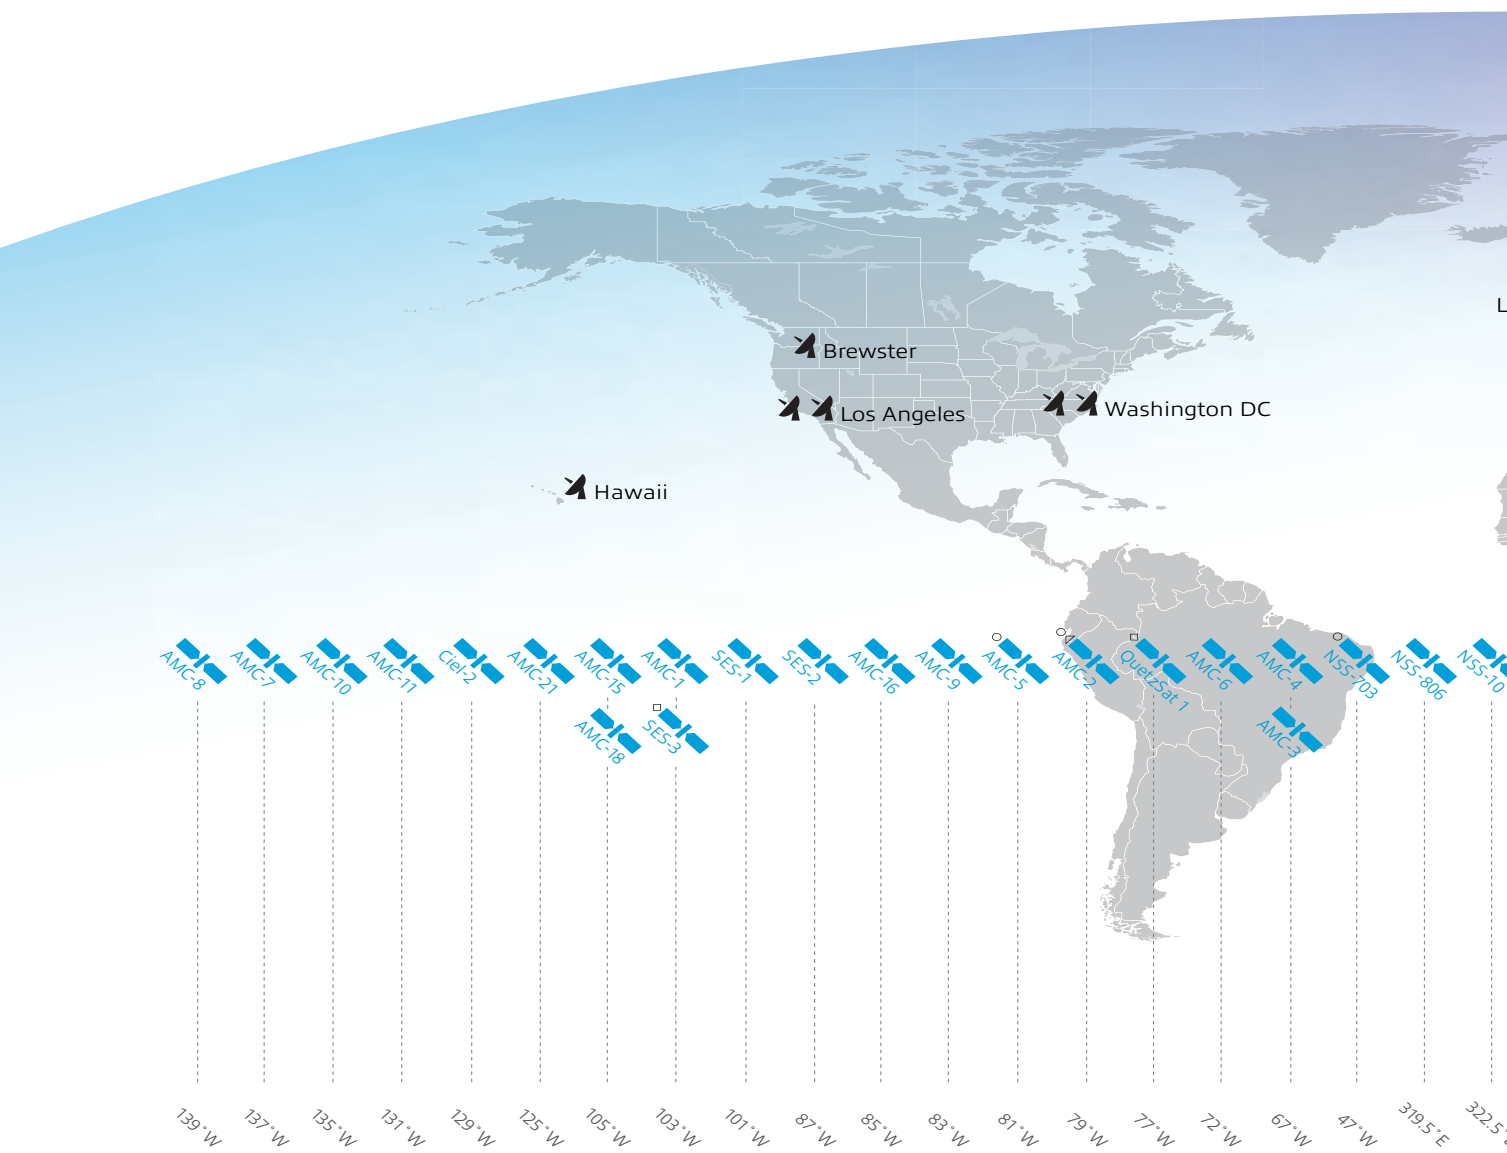 L
Brewster
Los Angeles
Washington DC
Hawaii
AMC-8
AMC-7
AMC-10
AMC-11
Ciel-2
AMC-21
AMC-15
AMC-1
SES-1
SES-2
AMC-16
AMC-9
AMC-5
AMC-2
QuetzSat 1
AMC-6
AMC-4
NSS-703
NSS-806
NSS-10
AMC-18
SES-3
AMC-3
139˚W
137˚W
135˚W
131˚W
129˚W
125˚W
105˚W
103˚W
101˚W
87˚W
85˚W
83˚W
81˚W
79˚W
77˚W
72˚W
67˚W
47˚W
319.5˚E
322.5˚E